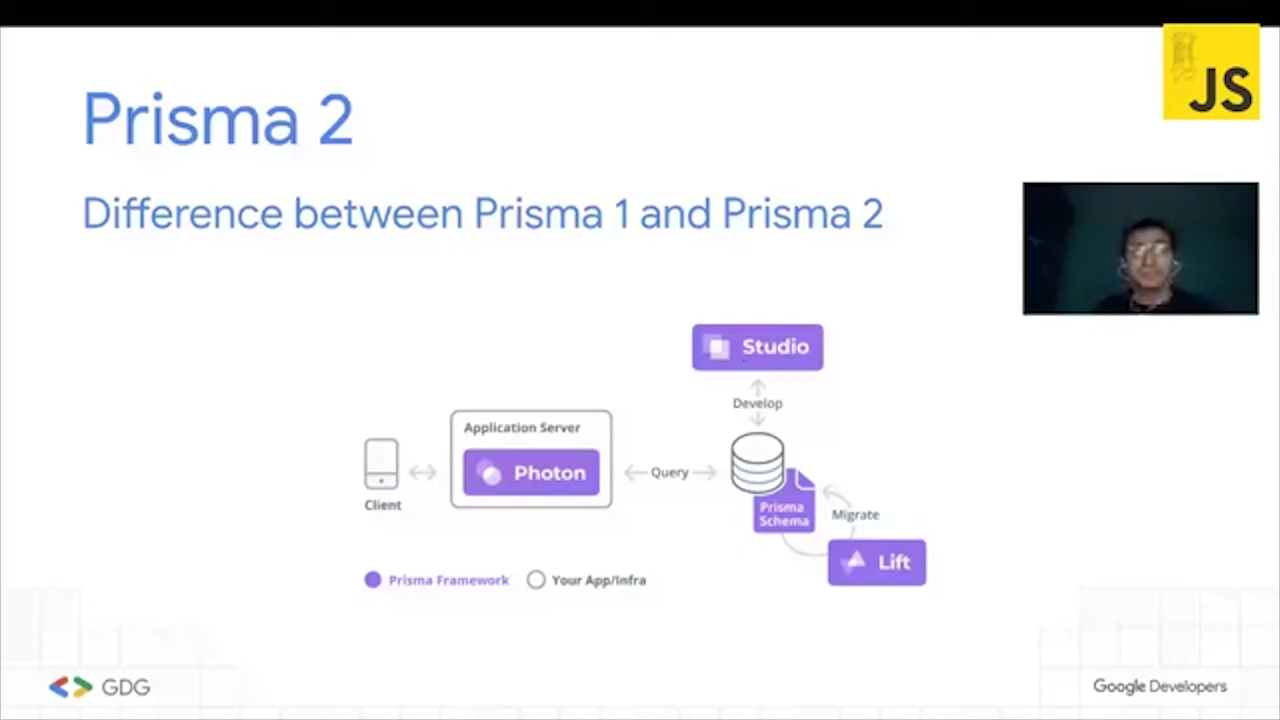 JS
Prisma 2
Difference between Prisma 1 and Prisma 2
Studio
Develop
Application Server
Photon
Query
Client
Prisma
Schema
Migrate
Lift
Prisma Framework
Your App/Infra
GDG
Google Developers